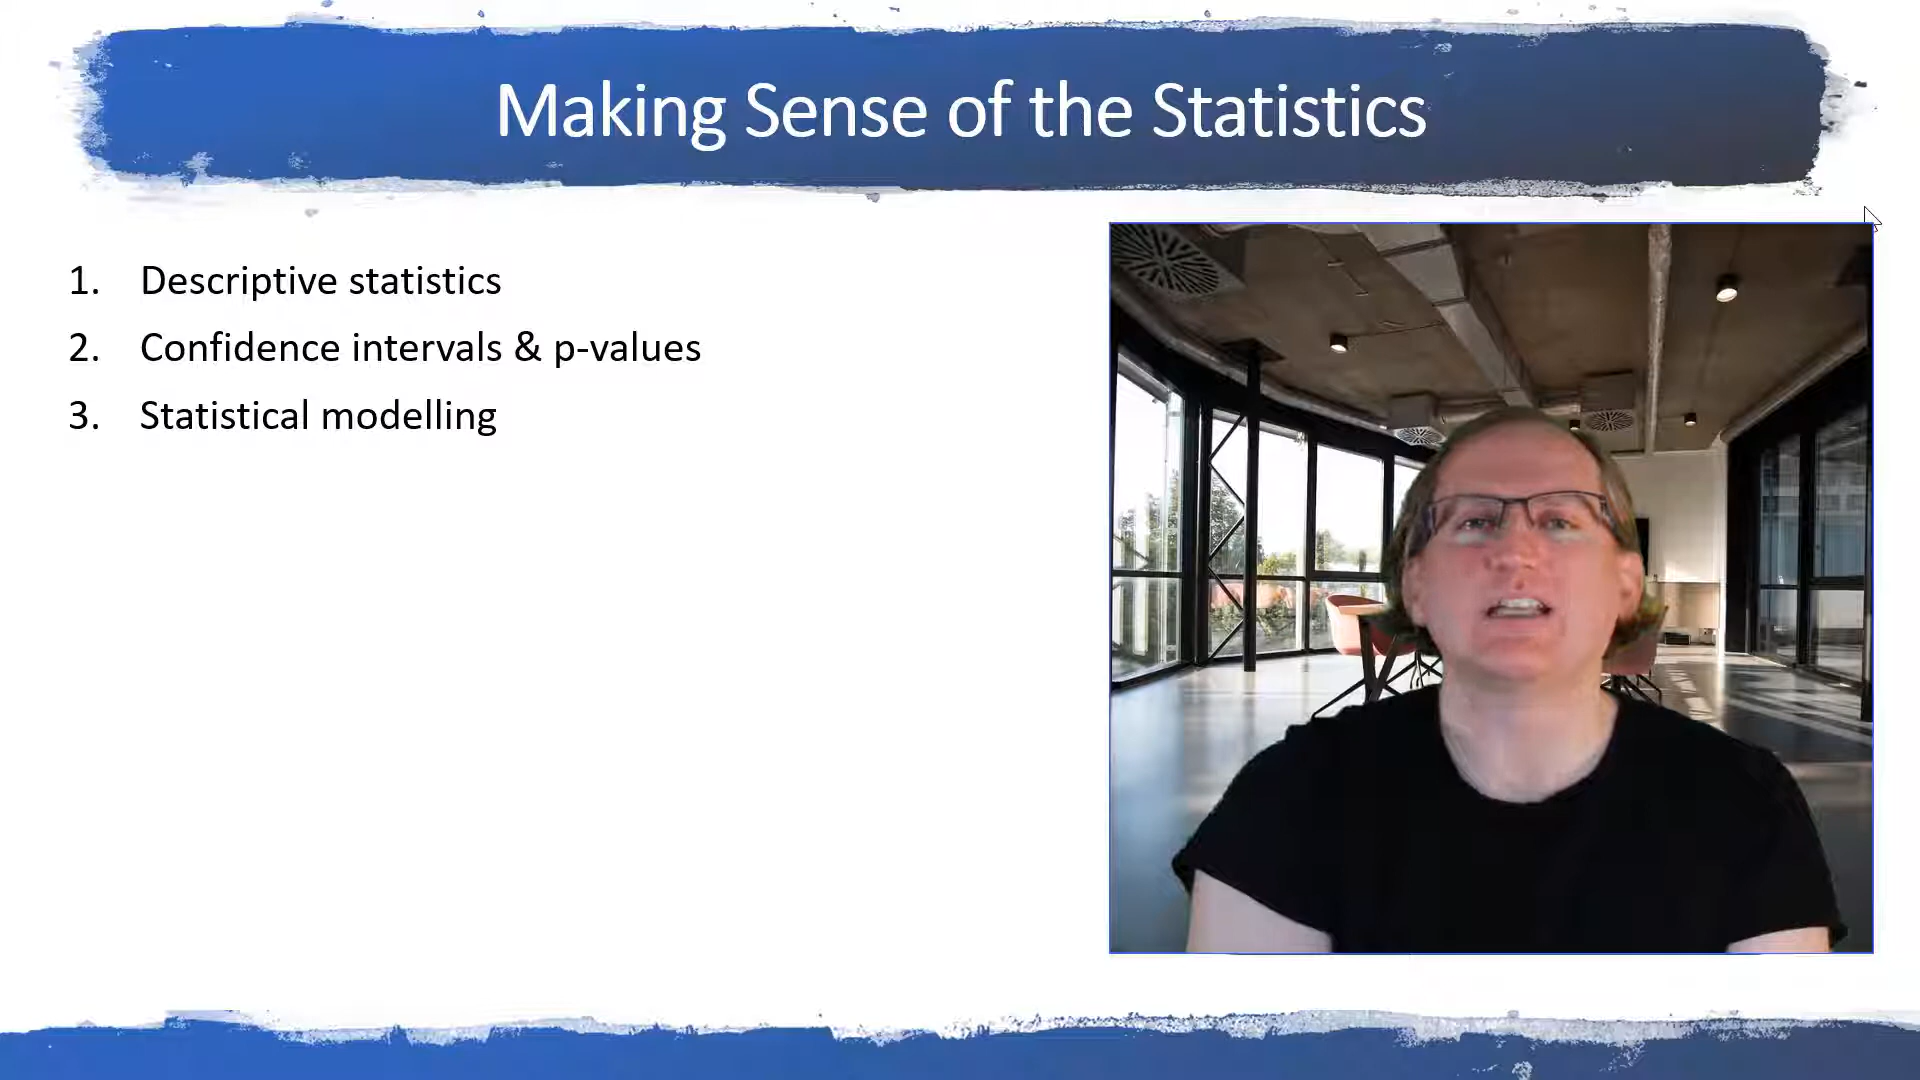 Making Sense of the Statistics
1. Descriptive statistics
2. Confidence intervals & p-values
3. Statistical modelling